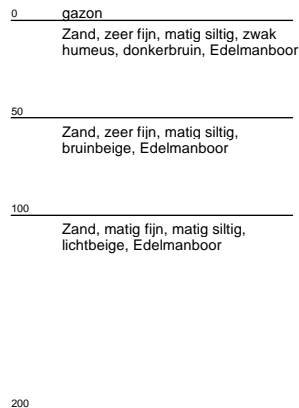 0 gazon
Zand, zeer fijn, matig siltig, zwak
humeus, donkerbruin, Edelmanboor
50
Zand, zeer fijn, matig siltig,
bruinbeige, Edelmanboor
100
Zand, matig fijn, matig siltig,
lichtbeige, Edelmanboor
200